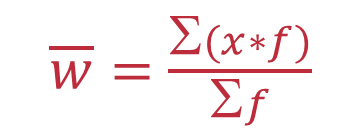 w̅ = Σ(x*f) / Σf